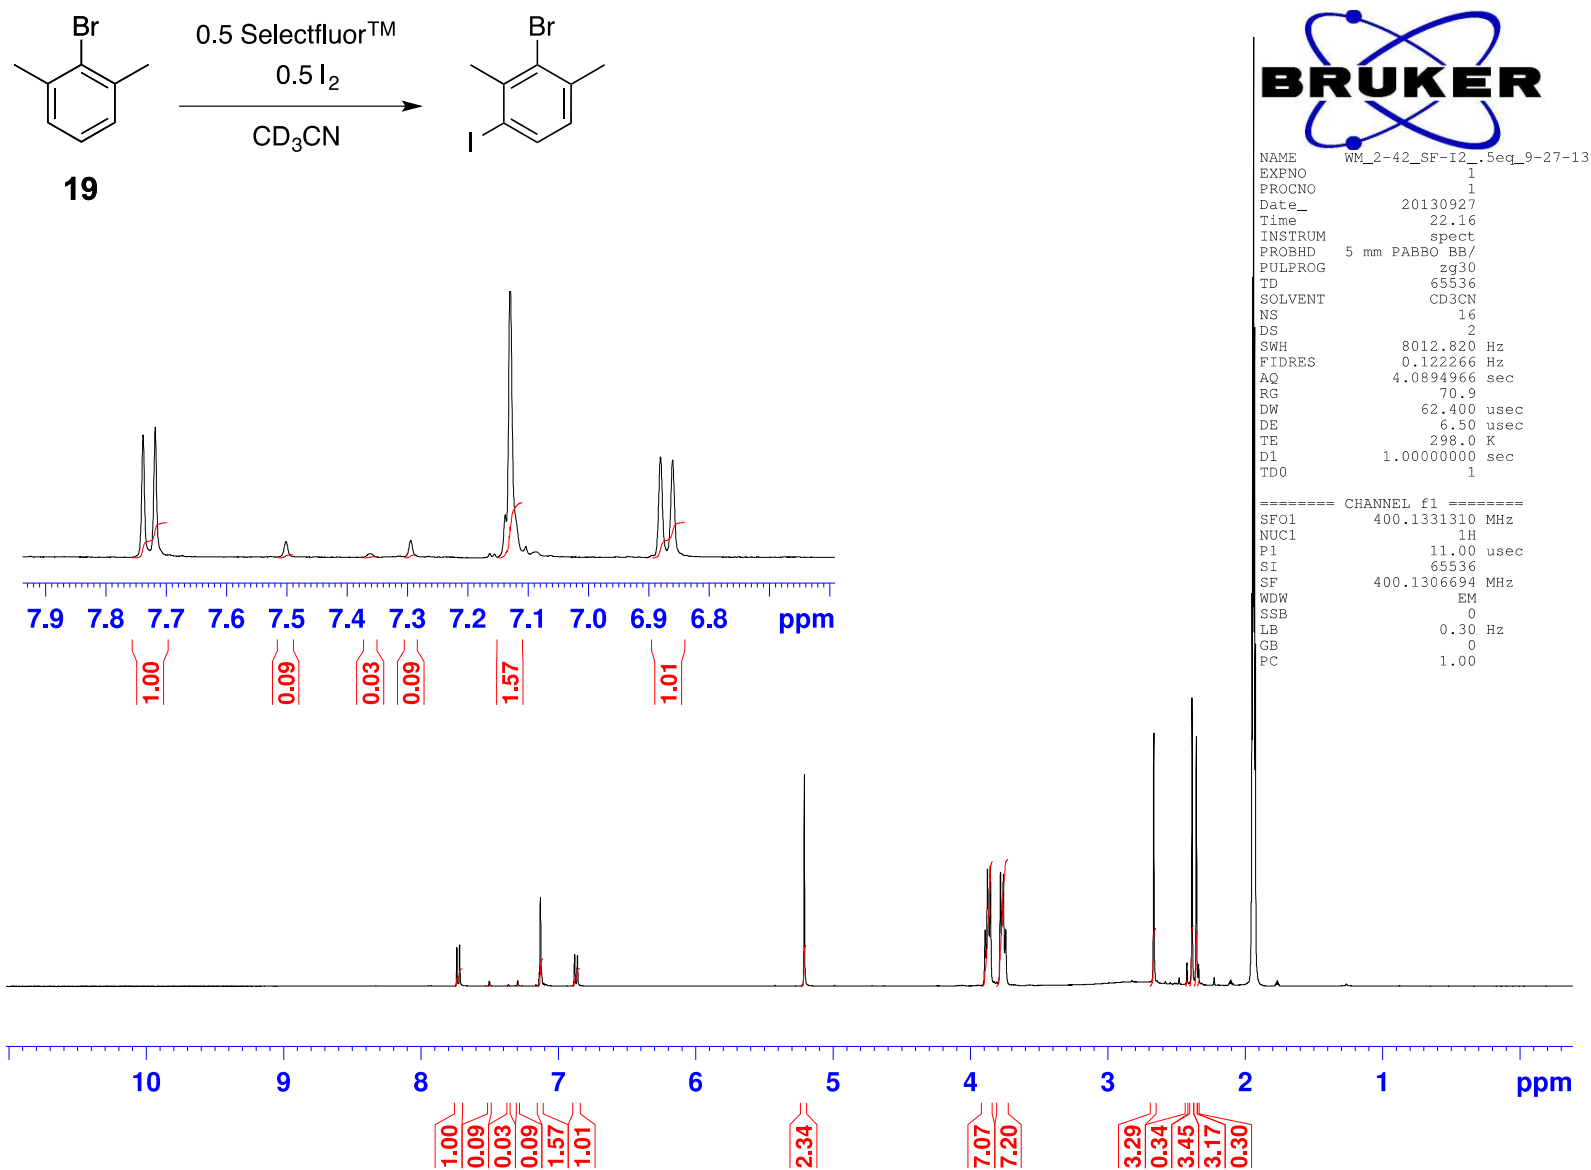 Br
0.5 Selectfluor™
0.5 I2
CD3CN
Br
I
19
BRUKER
NAME WM_2-42_SF-I2_.5eq_9-27-13
EXPNO 1
PROCNO 1
Date_ 20130927
Time 22.16
INSTRUM spect
PROBHD 5 mm PABBO BB/
PULPROG zg30
TD 65536
SOLVENT CD3CN
NS 16
DS 2
SWH 8012.820 Hz
FIDRES 0.122266 Hz
AQ 4.0894966 sec
RG 70.9
DW 62.400 usec
DE 6.50 usec
TE 298.0 K
D1 1.00000000 sec
TD0 1
======== CHANNEL f1 ========
SFO1 400.1331310 MHz
NUC1 1H
P1 11.00 usec
SI 65536
SF 400.1306694 MHz
WDW EM
SSB 0
LB 0.30 Hz
GB 0
PC 1.00
7.9 7.8 7.7 7.6 7.5 7.4 7.3 7.2 7.1 7.0 6.9 6.8 ppm
1.00 0.09 0.03 0.09 1.57 1.01
10 9 8 7 6 5 4 3 2 1 ppm
1.00 0.09 0.03 0.09 1.57 1.01 2.34 7.07 7.20 3.29 0.34 3.45 3.17 0.30